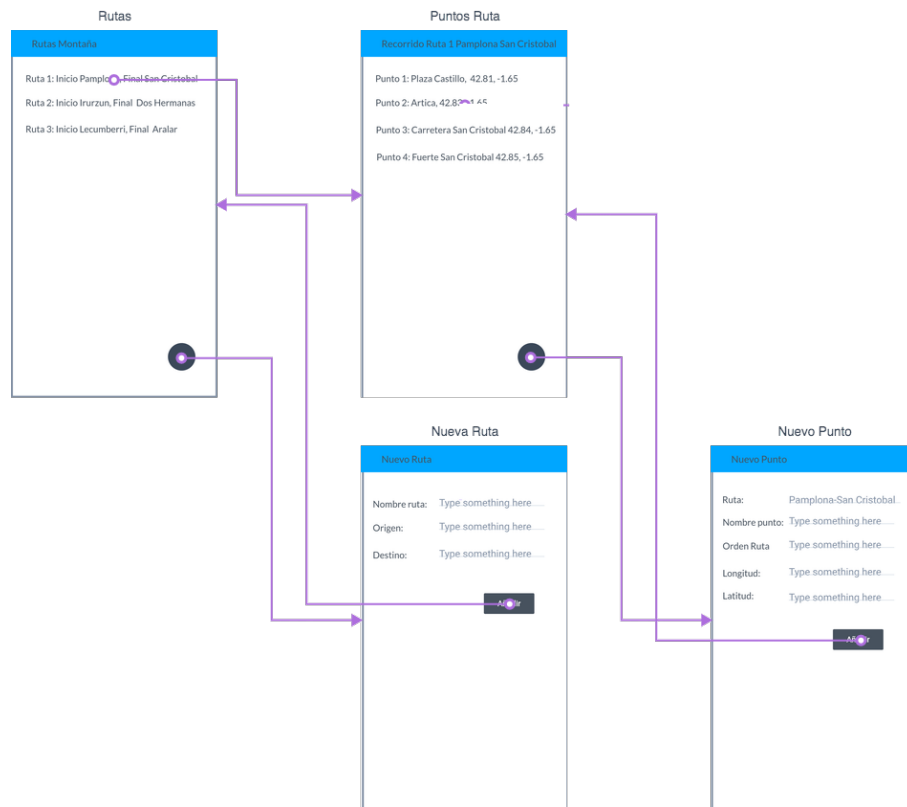 Rutas
Rutas Montaña
Ruta 1: Inicio Final San Cristobal
Ruta 2: Inicio Irurzun, Final Dos Hermanas
Ruta 3: Inicio Lecumberri, Final Aralar
Puntos Ruta
Recorrido Ruta 1 Pamplona San Cristobal
Punto 1: Plaza Castillo, 42.81, -1.65
Punto 2: Artica,
Punto 3: Carretera San Cristobal 42.84, -1.65
Punto 4: Fuerte San Cristobal 42.85, -1.65
Nueva Ruta
Nuevo Ruta
Nombre ruta: Type something here
Origen: Type something here
Destino: Type something here
Nuevo Punto
Nuevo Punto
Ruta: Pamplona-San Cristobal
Nombre punto: Type something here
Orden Ruta Type something here
Longitud: Type something here
Latitud: Type something here